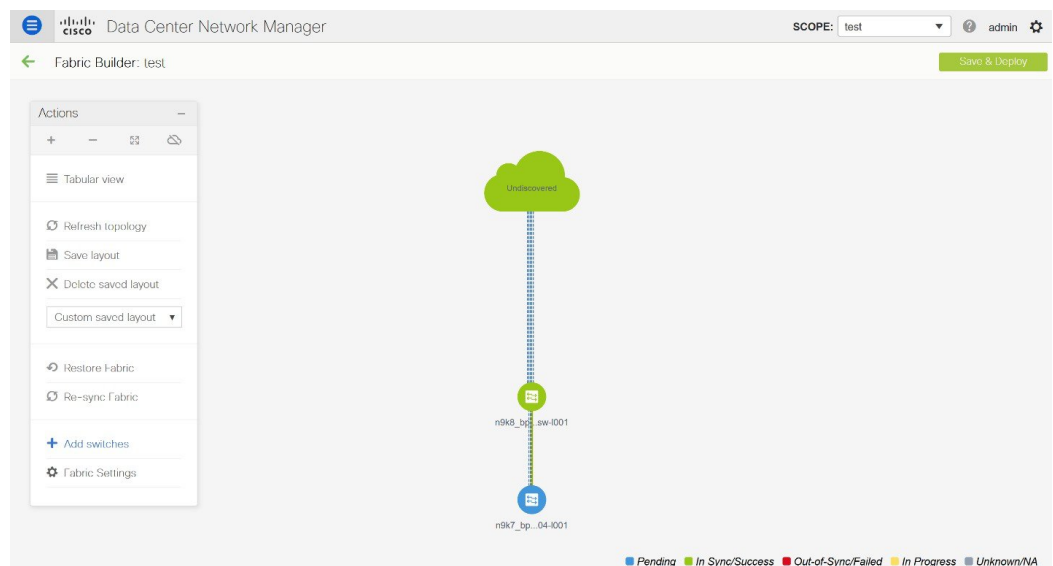 cisco Data Center Network Manager SCOPE: test admin
Fabric Builder: test Save & Deploy
Actions
Tabular view
Refresh topology
Save layout
Delete saved layout
Custom saved layout
Restore Fabric
Re-sync Fabric
Add switches
Fabric Settings
Undiscovered
n9k8_bp...sw-l001
n9k7_bp...04-l001
Pending In Sync/Success Out-of-Sync/Failed In Progress Unknown/NA